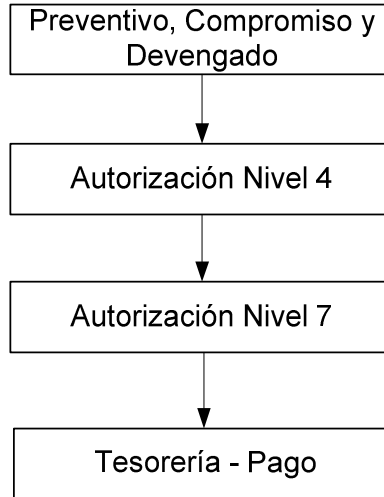 Preventivo, Compromiso y
Devengado
Autorización Nivel 4
Autorización Nivel 7
Tesorería - Pago